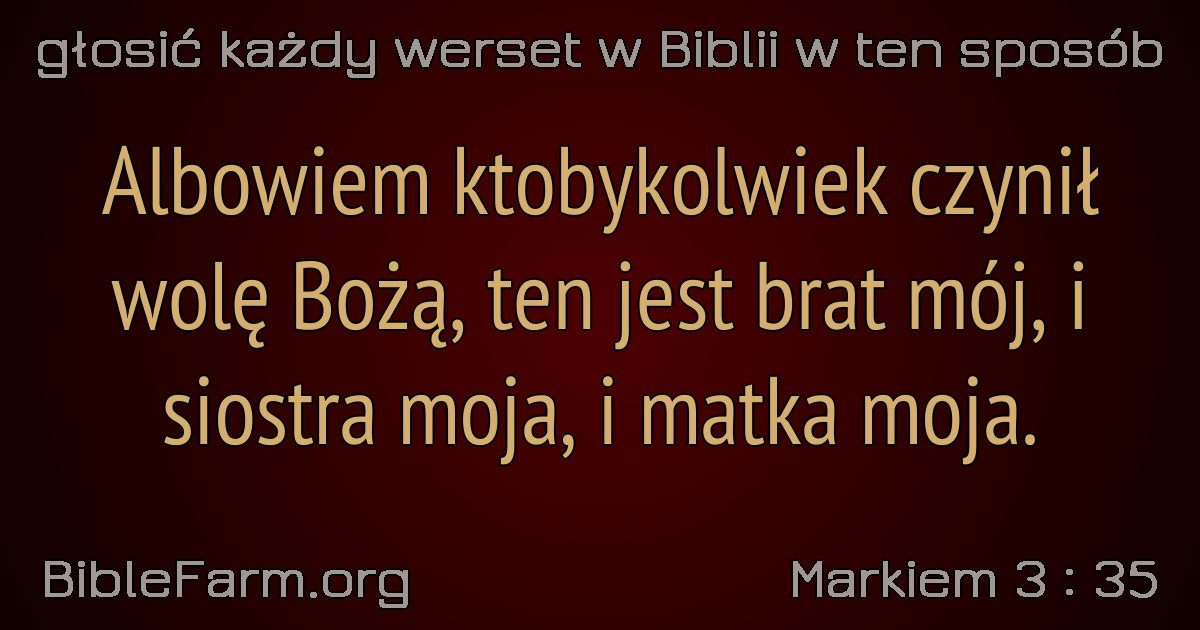 głosić każdy werset w Biblii w ten sposób
Albowiem ktobykolwiek czynił
wolę Bożą, ten jest brat mój, i
siostra moja, i matka moja.
BibleFarm.org
Markiem 3 : 35